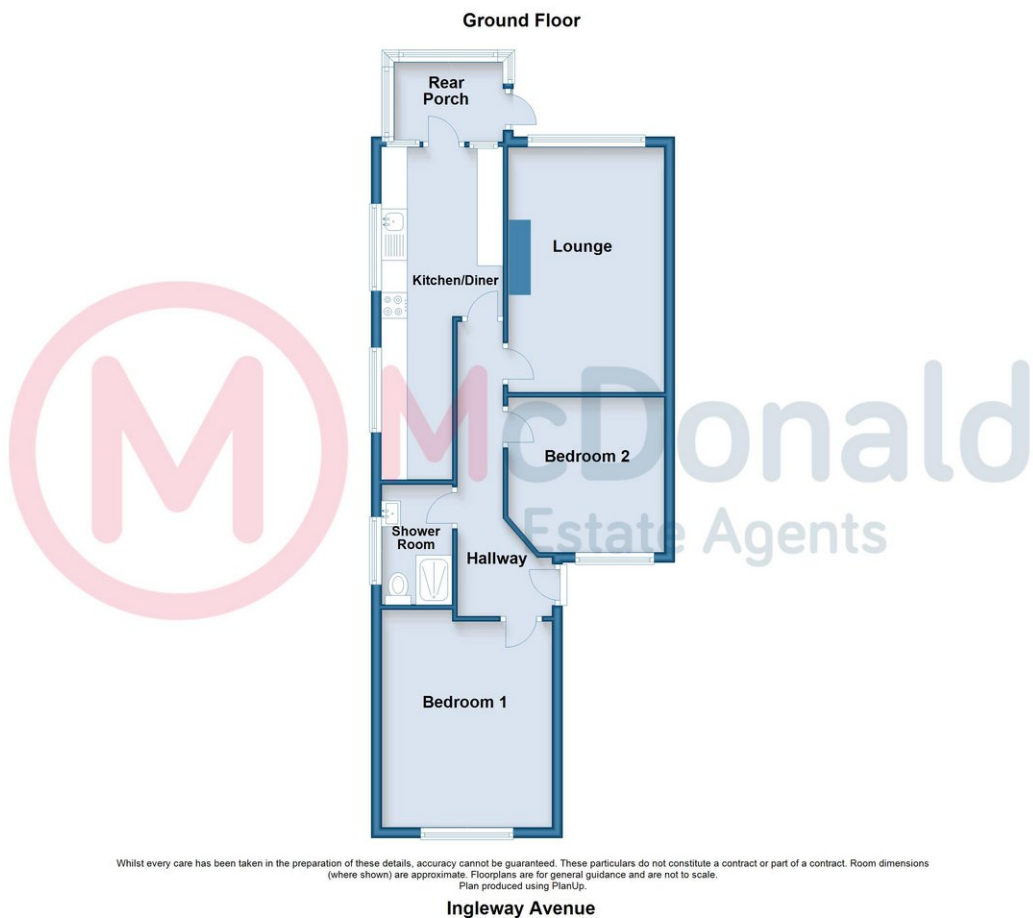 Ground Floor
Rear
Porch
Lounge
Kitchen/Diner
Bedroom 2
Shower
Room
Hallway
Bedroom 1
M McDonald
Estate Agents
Whilst every care has been taken in the preparation of these details, accuracy cannot be guaranteed. These particulars do not constitute a contract or part of a contract. Room dimensions
(where shown) are approximate. Floorplans are for general guidance and are not to scale.
Plan produced using PlanUp.
Ingleway Avenue